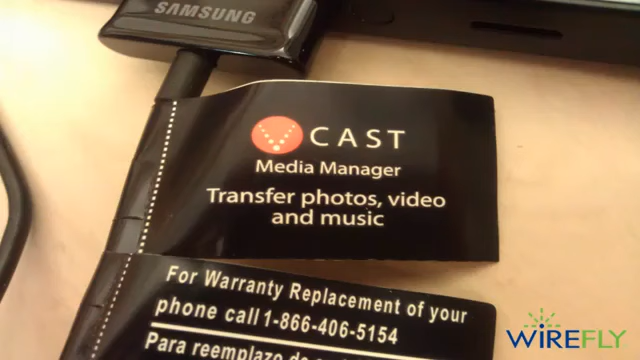 SAMSUNG
V CAST
Media Manager
Transfer photos, video
and music
For Warranty Replacement of your
phone call 1-866-406-5154
Para reemplazo de
WIREFLY